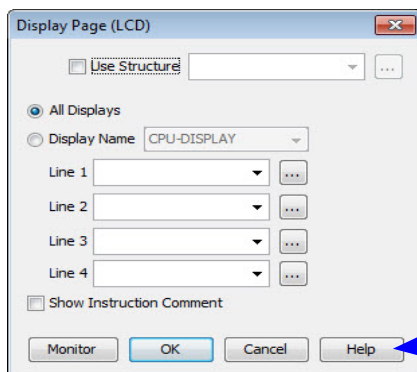 Display Page (LCD)
Use Structure ...
All Displays
Display Name CPU-DISPLAY
Line 1 ...
Line 2 ...
Line 3 ...
Line 4 ...
Show Instruction Comment
Monitor OK Cancel Help